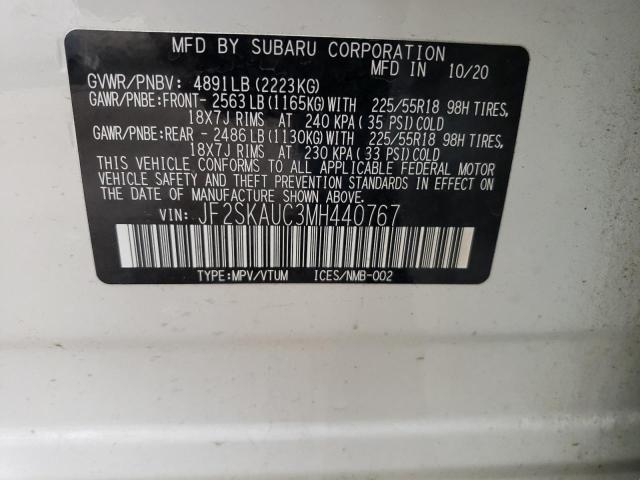 MFD BY SUBARU CORPORATION
MFD IN 10/20
GVWR/PNBV: 4891LB (2223KG)
GAWR/PNBE:FRONT- 2563 LB (1165KG) WITH 225/55R18 98H TIRES,
18X7J RIMS AT 240 KPA (35 PSI) COLD
GAWR/PNBE:REAR - 2486 LB (1130KG) WITH 225/55R18 98H TIRES,
18X7J RIMS AT 230 KPA (33 PSI) COLD
THIS VEHICLE CONFORMS TO ALL APPLICABLE FEDERAL MOTOR
VEHICLE SAFETY AND THEFT PREVENTION STANDARDS IN EFFECT
ON THE DATE OF MANUFACTURE SHOWN ABOVE.
VIN: JF2SKAUC3MH440767
TYPE:MPV/VTUM ICES/NMB-002